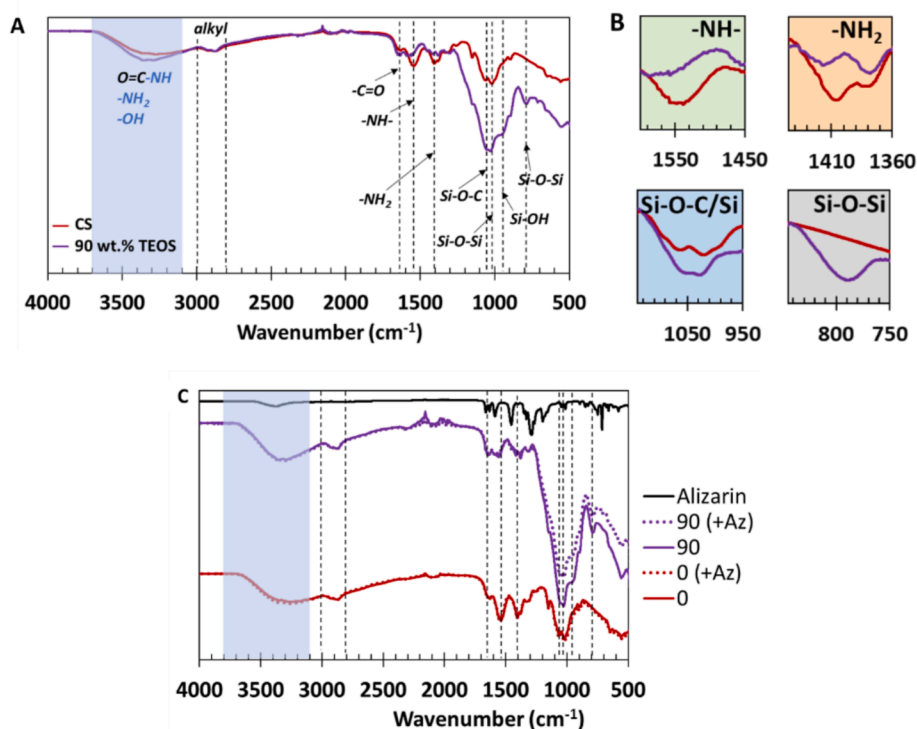 A
alkyl
O=C-NH
-NH2
-OH
-C=O
-NH-
-NH2
Si-O-C
Si-O-Si
Si-OH
Si-O-Si
CS
90 wt.% TEOS
4000 3500 3000 2500 2000 1500 1000 500
Wavenumber (cm-1)
B
-NH-
1550 1450
-NH2
1410 1360
Si-O-C/Si
1050 950
Si-O-Si
800 750
C
Alizarin
90 (+Az)
90
0 (+Az)
0
4000 3500 3000 2500 2000 1500 1000 500
Wavenumber (cm-1)